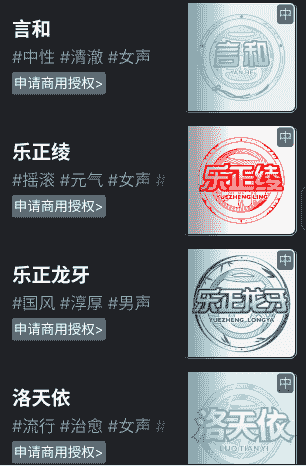 言和
中
#中性 #清澈 #女声
申请商用授权>
言和
YAN HE
乐正绫
中
#摇滚 #元气 #女声 #
申请商用授权>
乐正绫
YUEZHENG LING
乐正龙牙
中
#国风 #淳厚 #男声
申请商用授权>
乐正龙牙
YUEZHENG LONGYA
洛天依
中
#流行 #治愈 #女声 #
申请商用授权>
洛天依
LUO TIANYI